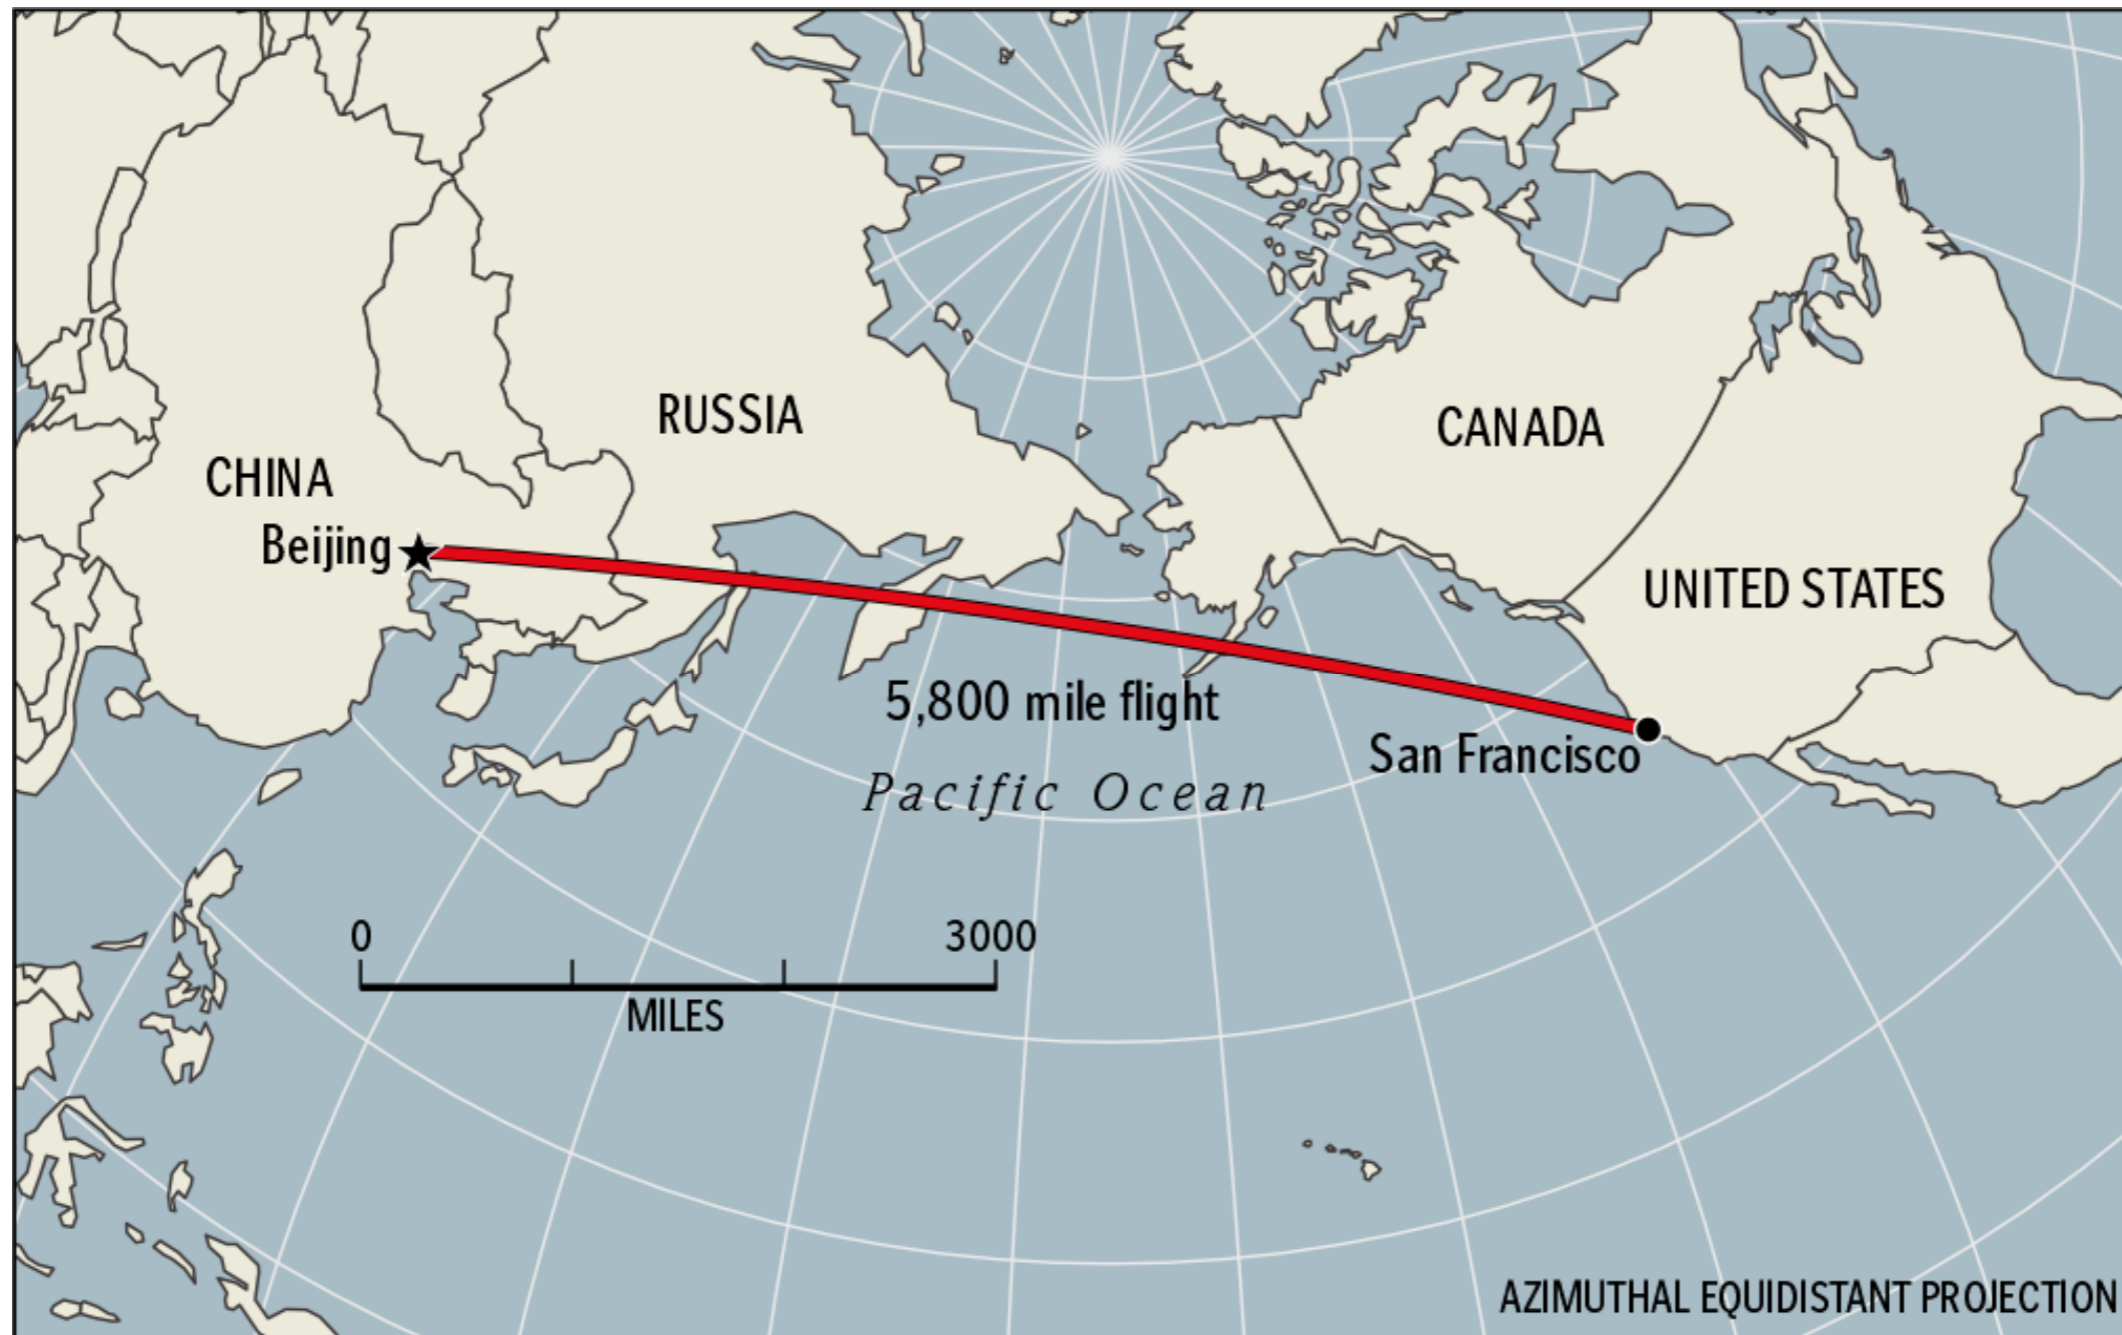 RUSSIA
CANADA
CHINA
Beijing
UNITED STATES
5,800 mile flight
San Francisco
Pacific Ocean
0 3000
MILES
AZIMUTHAL EQUIDISTANT PROJECTION